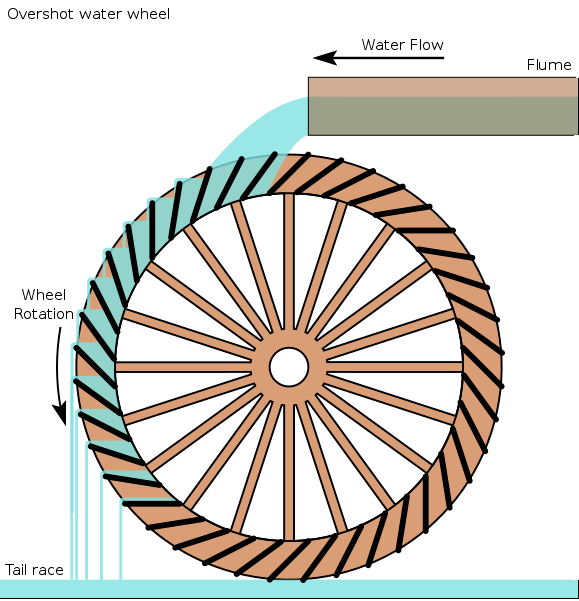 Overshot water wheel
Water Flow
Flume
Wheel
Rotation
Tail race